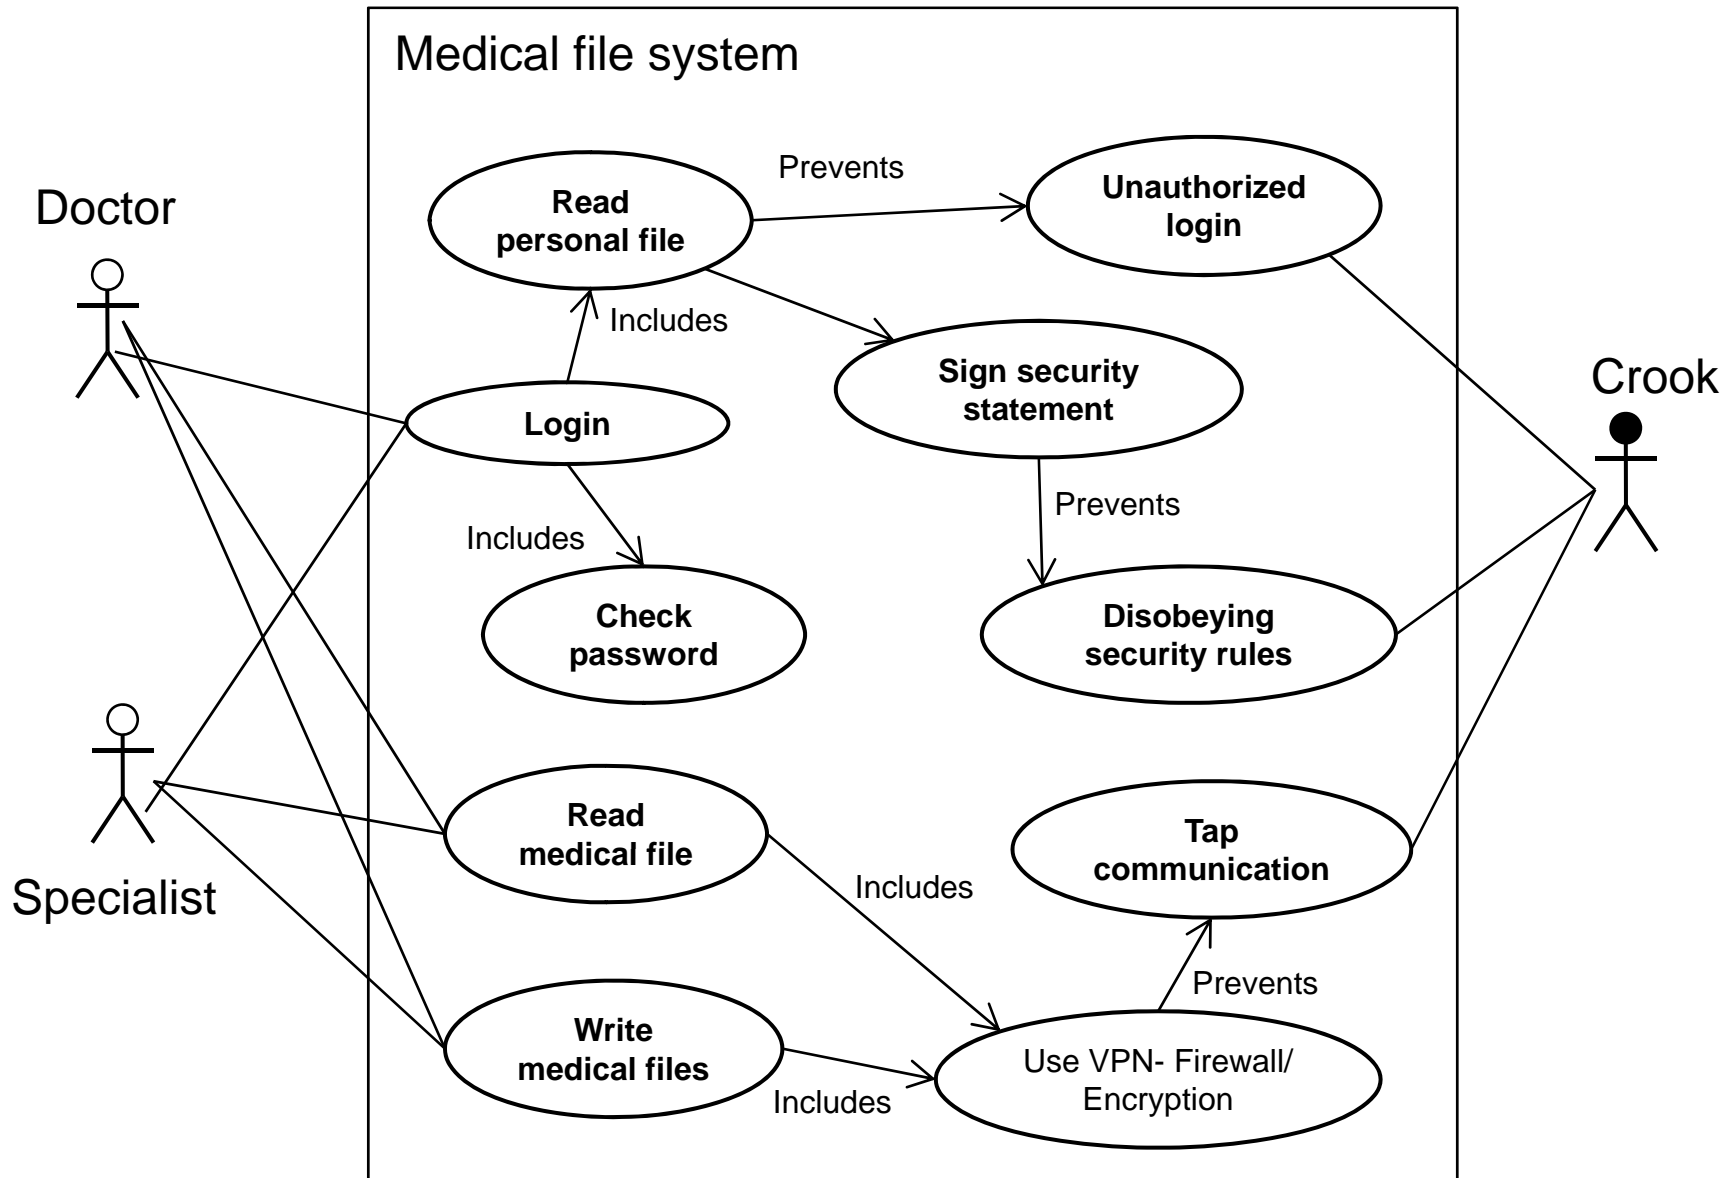 Medical file system
Prevents
Unauthorized
login
Read
personal file
Doctor
Includes
Sign security
statement
Crook
Login
Prevents
Includes
Check
password
Disobeying
security rules
Read
medical file
Tap
communication
Specialist
Includes
Prevents
Write
medical files
Use VPN- Firewall/
Encryption
Includes